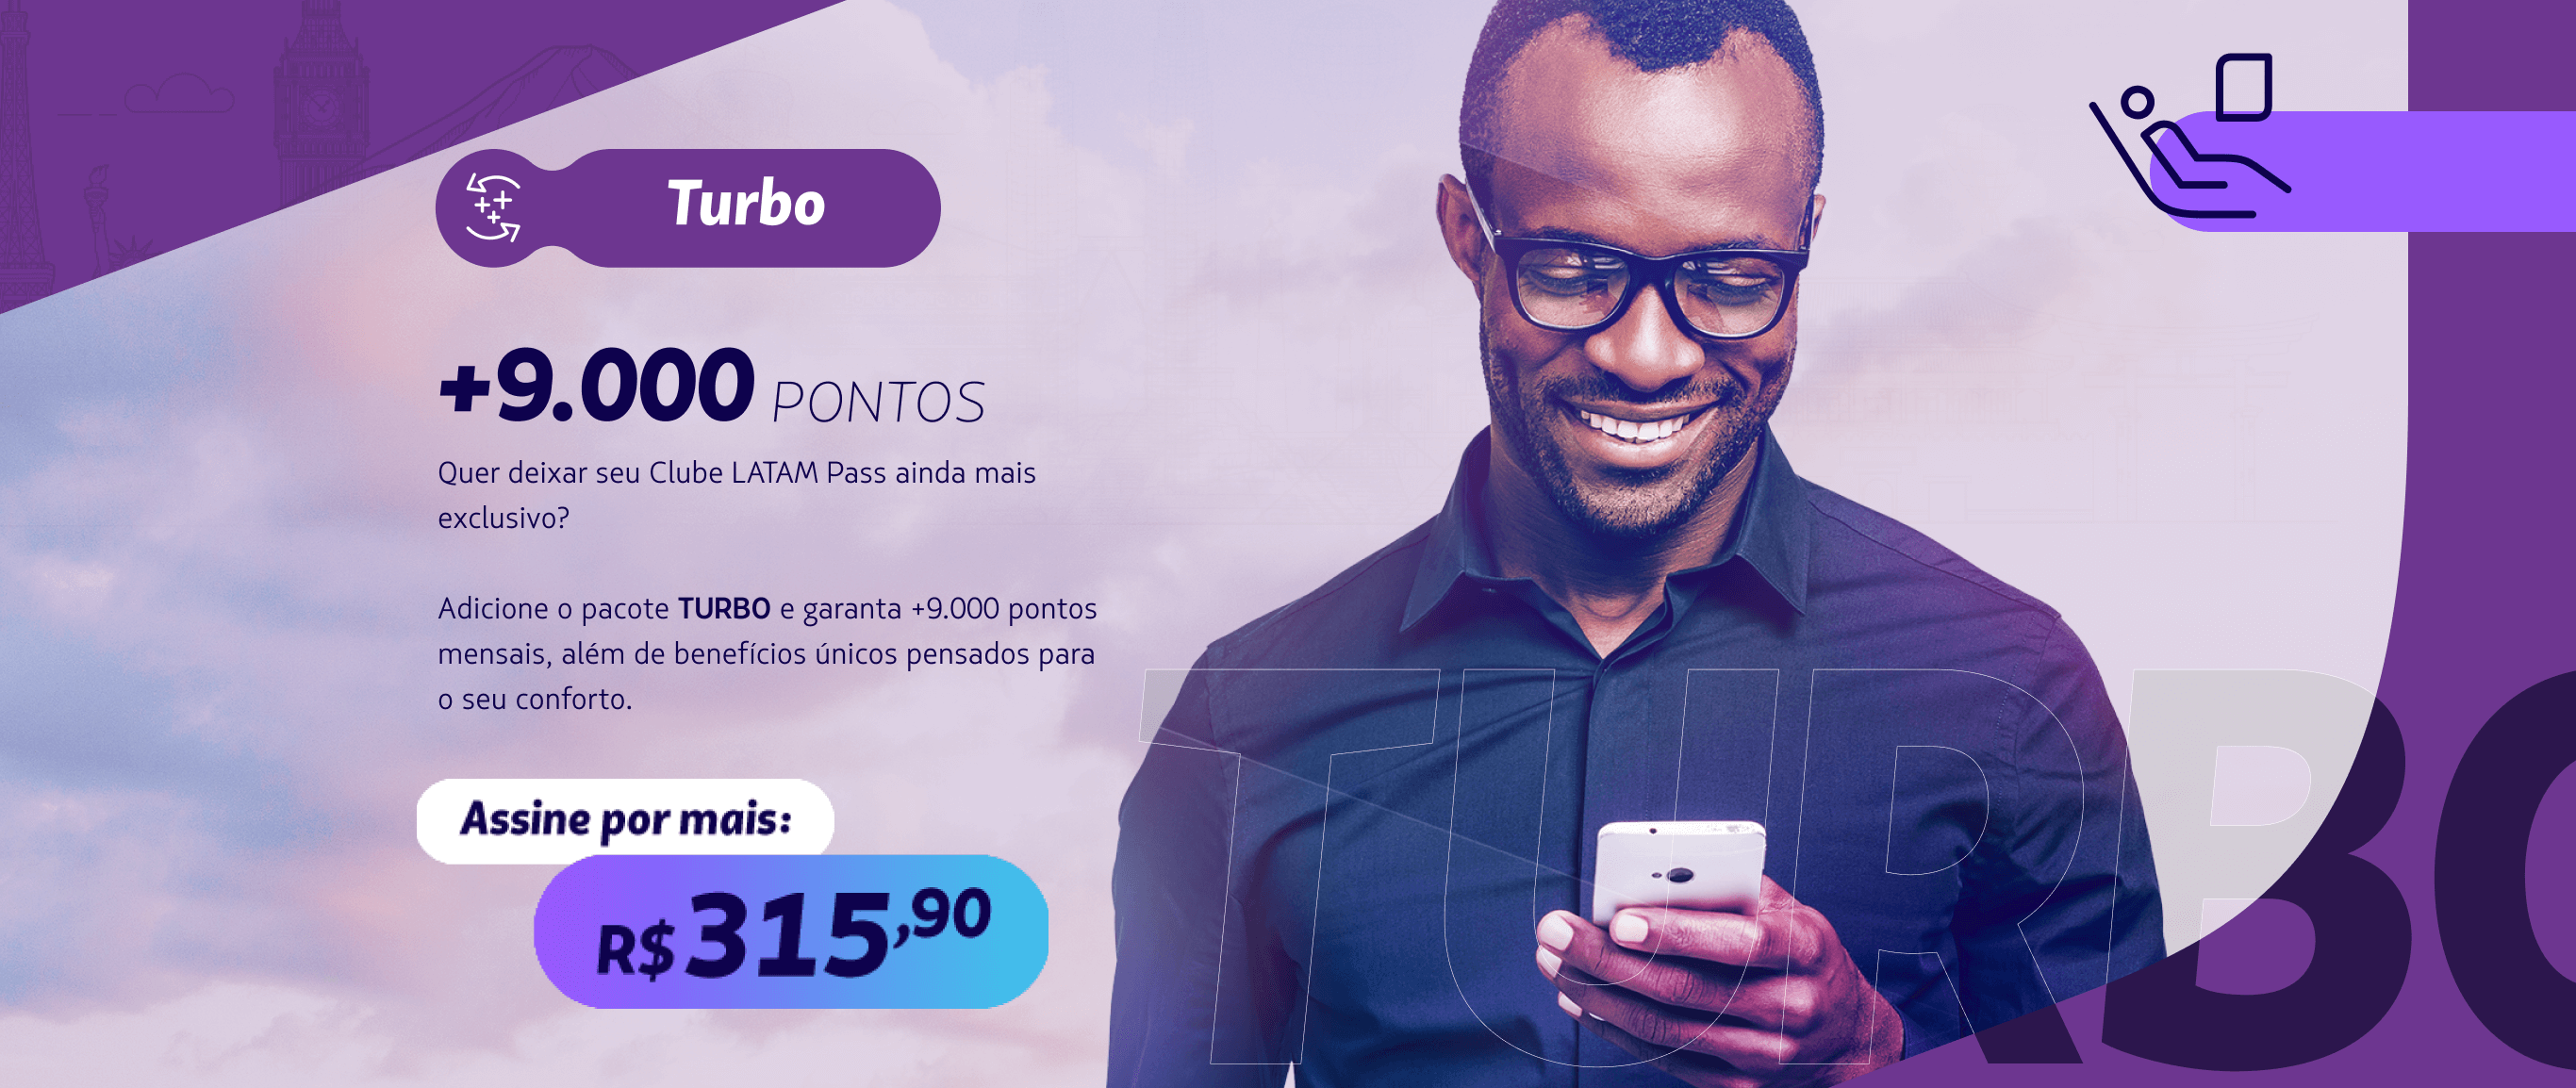 Turbo
+9.000 PONTOS
Quer deixar seu Clube LATAM Pass ainda mais
exclusivo?
Adicione o pacote TURBO e garanta +9.000 pontos
mensais, além de benefícios únicos pensados para
o seu conforto.
Assine por mais:
R$ 315,90
TURBO